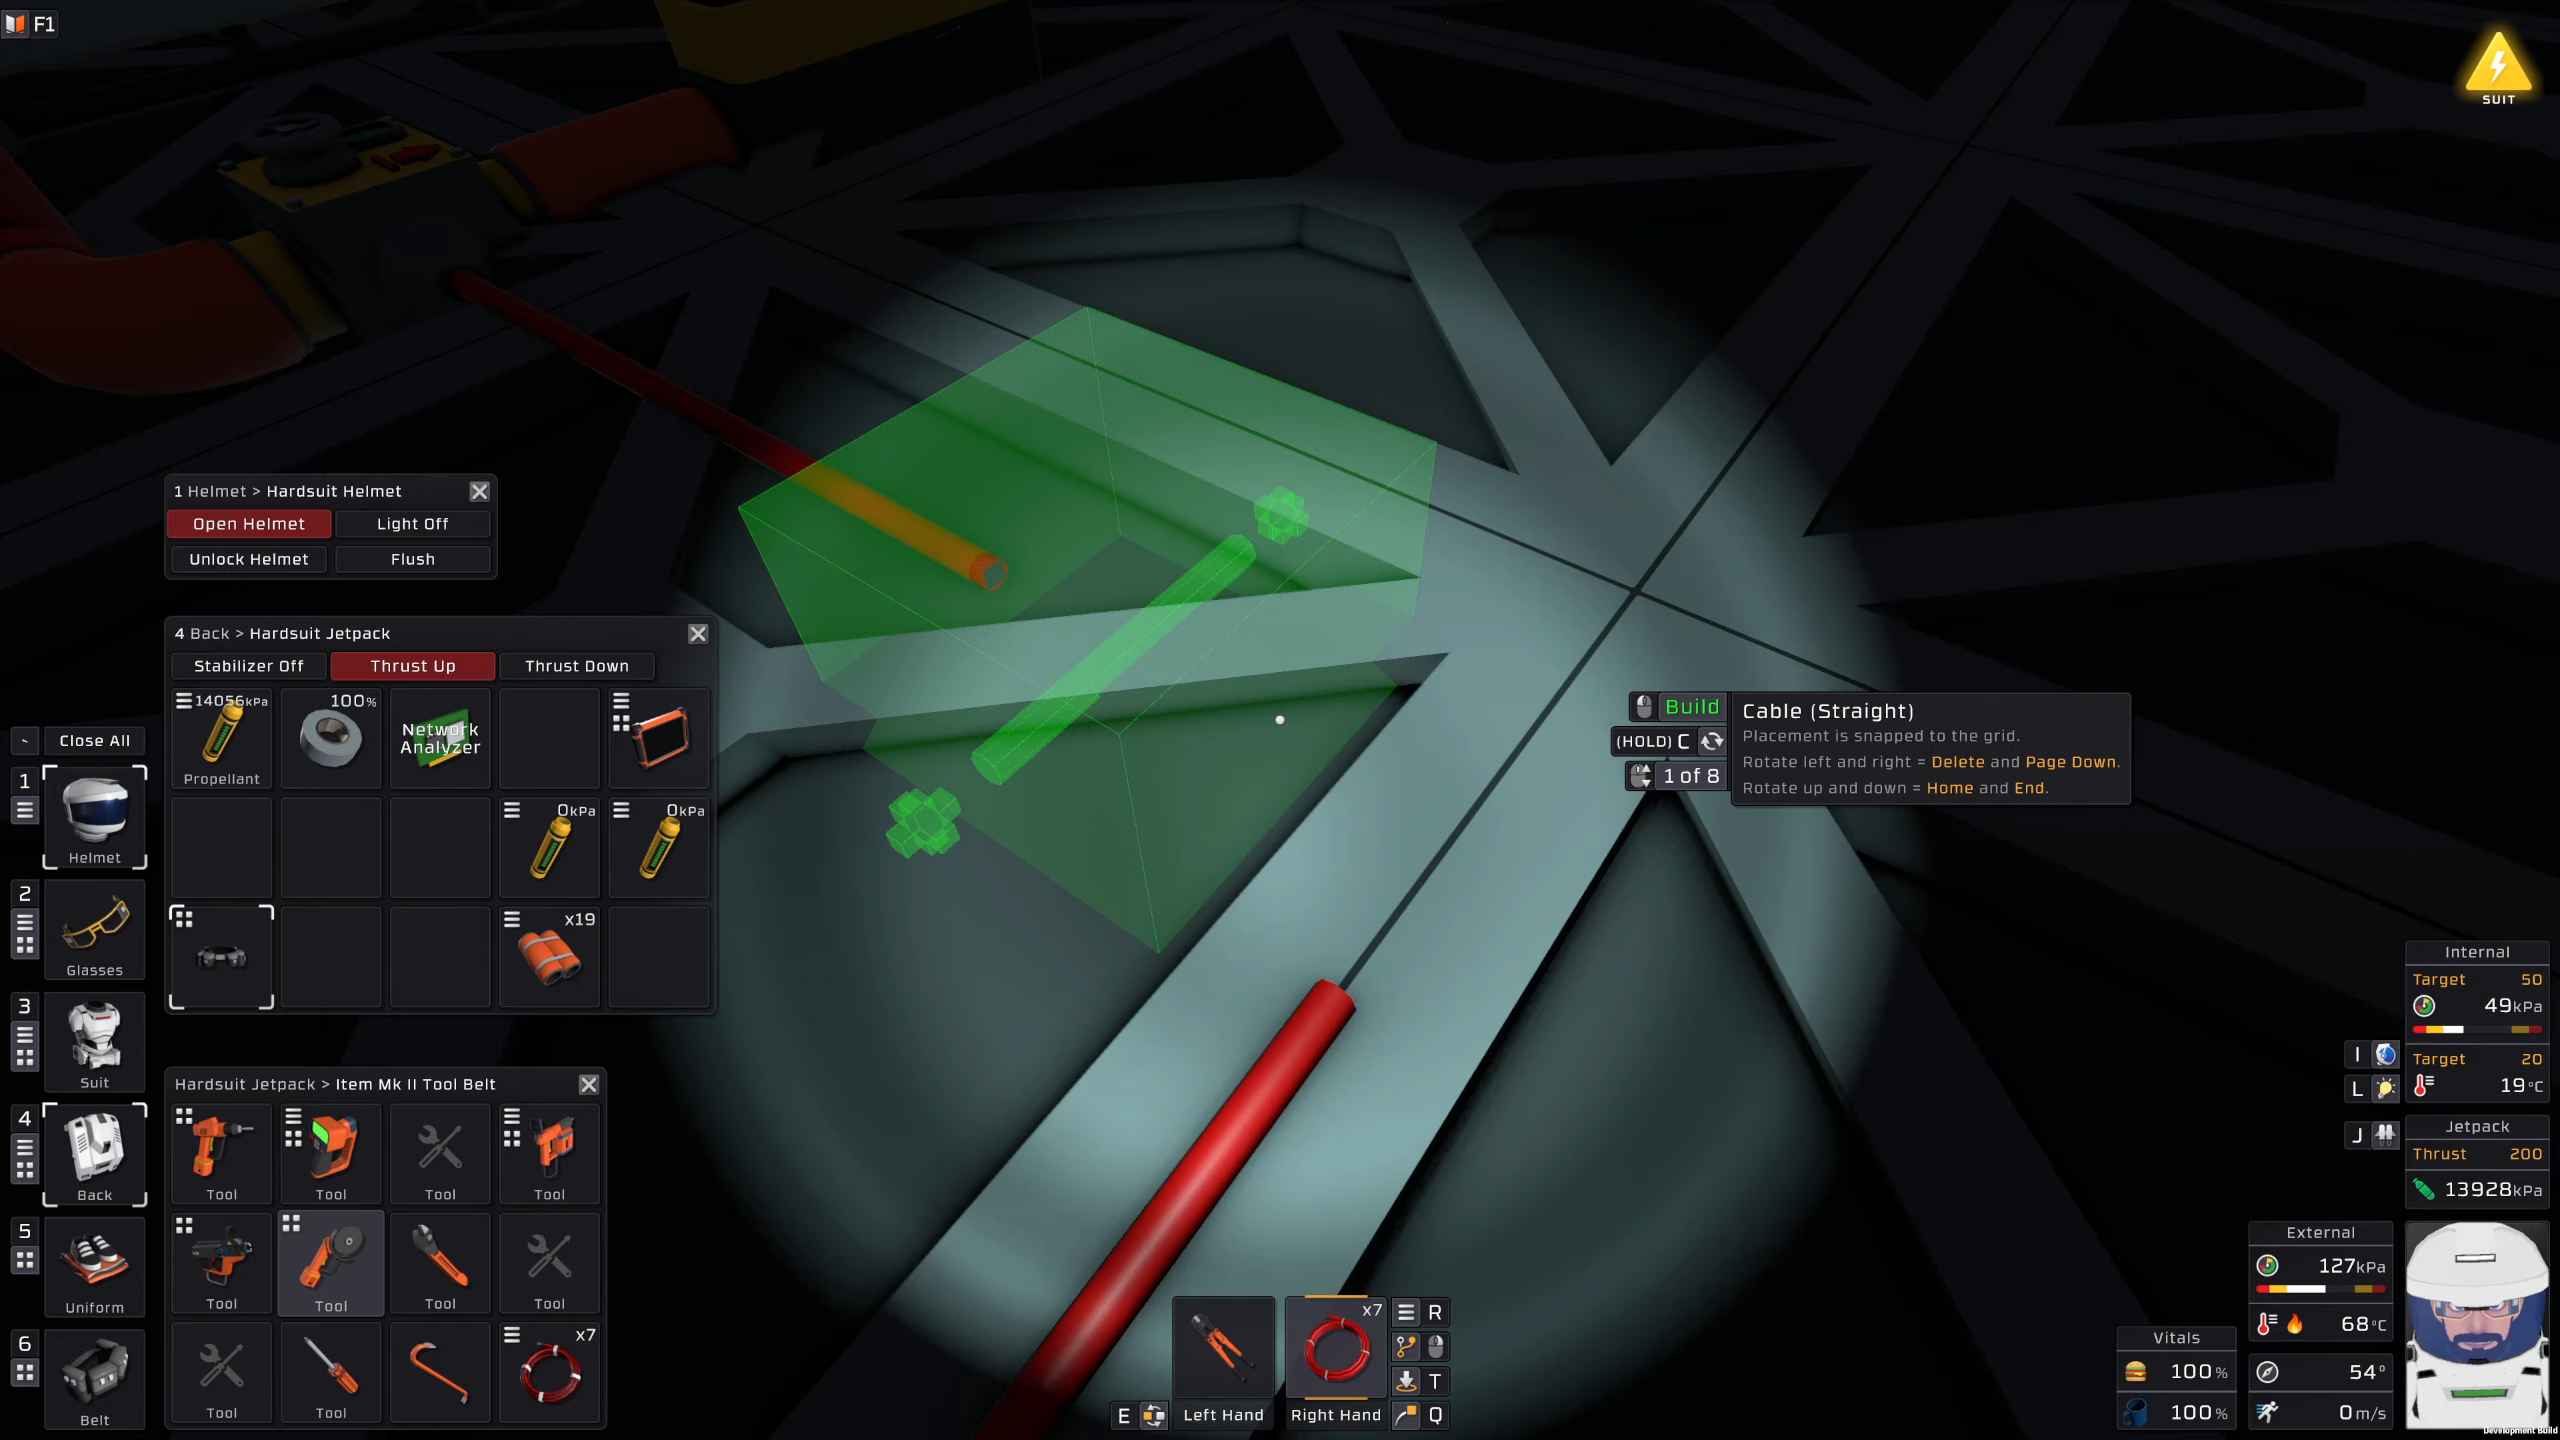 F1
SUIT
1 Helmet > Hardsuit Helmet
Open Helmet
Light Off
Unlock Helmet
Flush
4 Back > Hardsuit Jetpack
Stabilizer Off
Thrust Up
Thrust Down
14056kPa
100%
Network Analyzer
Propellant
0kPa
0kPa
x19
Hardsuit Jetpack > Item Mk II Tool Belt
Tool
Tool
Tool
Tool
Tool
Tool
Tool
Tool
Tool
Tool
x7
~ Close All
1
Helmet
2
Glasses
3
Suit
4
Back
5
Uniform
6
Belt
Build
(HOLD) C
1 of 8
Cable (Straight)
Placement is snapped to the grid.
Rotate left and right = Delete and Page Down.
Rotate up and down = Home and End.
E
Left Hand
x7
Right Hand
R
T
Q
Internal
Target 50
49kPa
Target 20
19°C
I
L
J
Jetpack
Thrust 200
13928kPa
External
127kPa
68°C
54°
0m/s
Vitals
100%
100%
Development Build